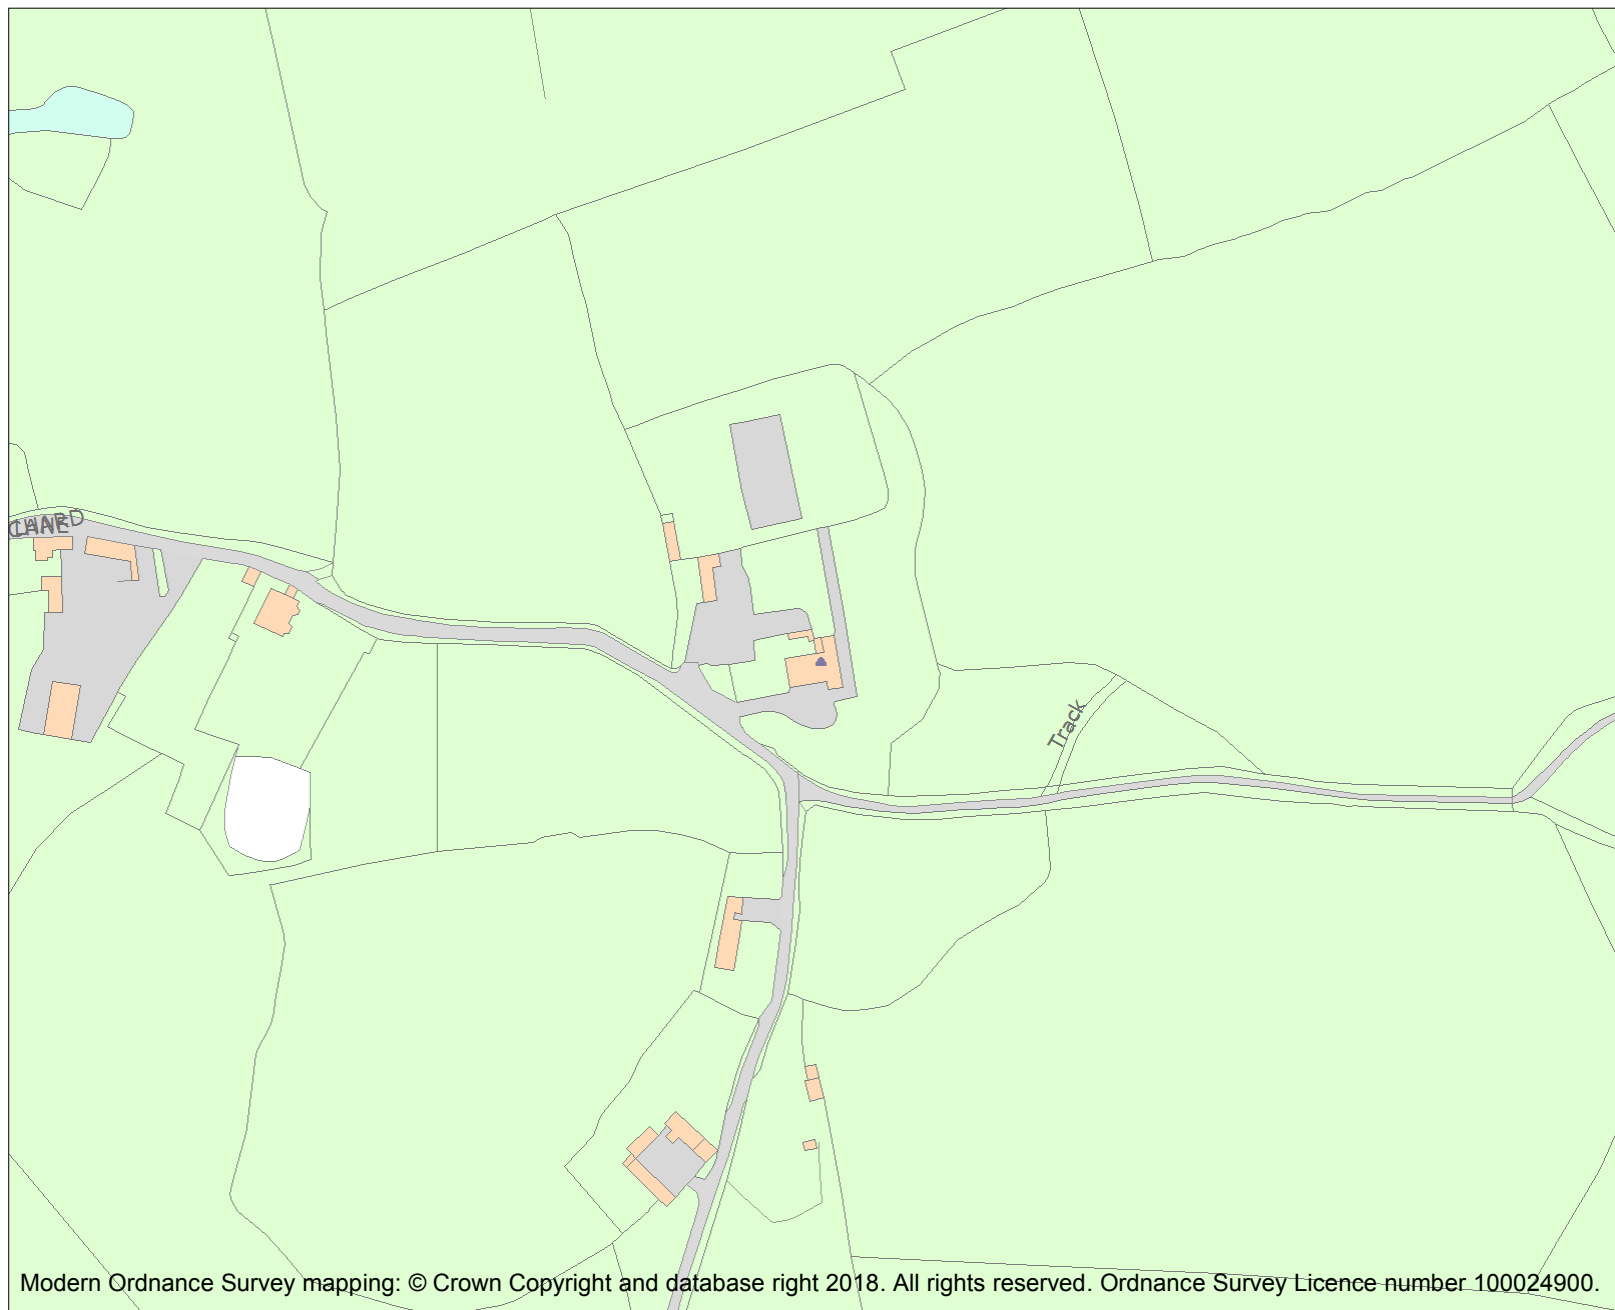 LANE
Track
Modern Ordnance Survey mapping: © Crown Copyright and database right 2018. All rights reserved. Ordnance Survey Licence number 100024900.